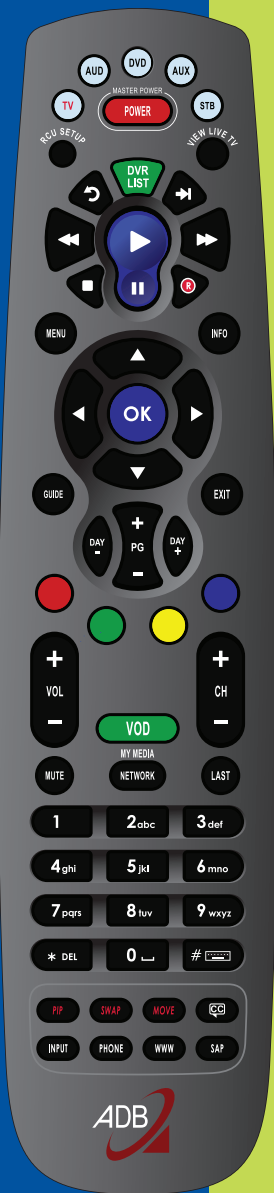 DVD
AUD AUX
MASTER POWER
TV POWER STB
RCU SETUP VIEW LIVE TV
DVR
LIST
R
MENU INFO
OK
GUIDE EXIT
+
DAY - PG DAY +
-
+ +
VOL CH
- -
VOD
MY MEDIA
MUTE NETWORK LAST
1 2abc 3def
4ghi 5jkl 6mno
7pqrs 8tuv 9wxyz
* DEL 0 #
PIP SWAP MOVE CC
INPUT PHONE WWW SAP
ADB